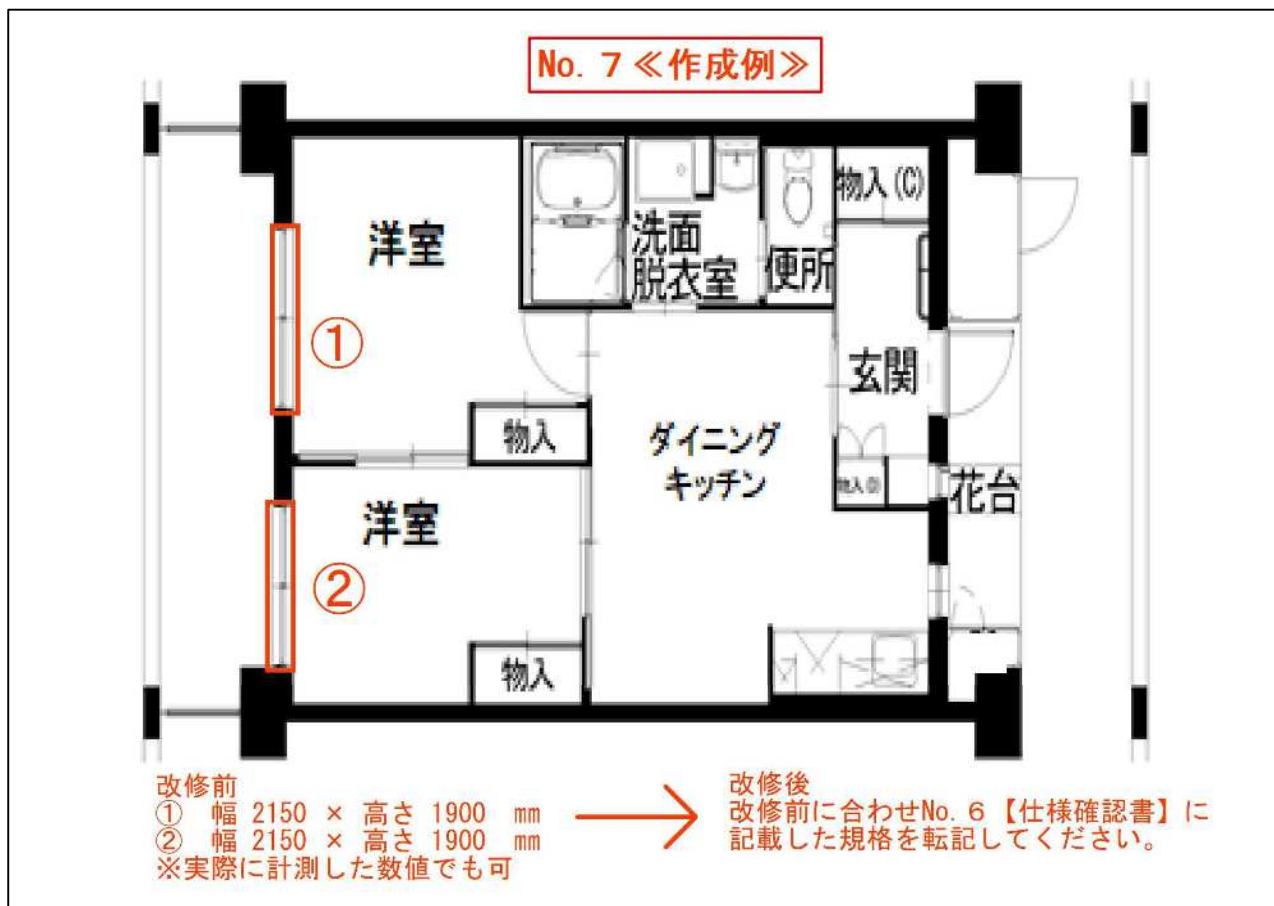 No. 7 ≪作成例≫
洋室
①
洗面
脱衣室
便所
物入(C)
玄関
物入
ダイニング
キッチン
物入(D)
花台
洋室
②
物入
改修前
① 幅 2150 × 高さ 1900 mm
② 幅 2150 × 高さ 1900 mm
※実際に計測した数値でも可
改修後
改修前に合わせNo. 6【仕様確認書】に
記載した規格を転記してください。